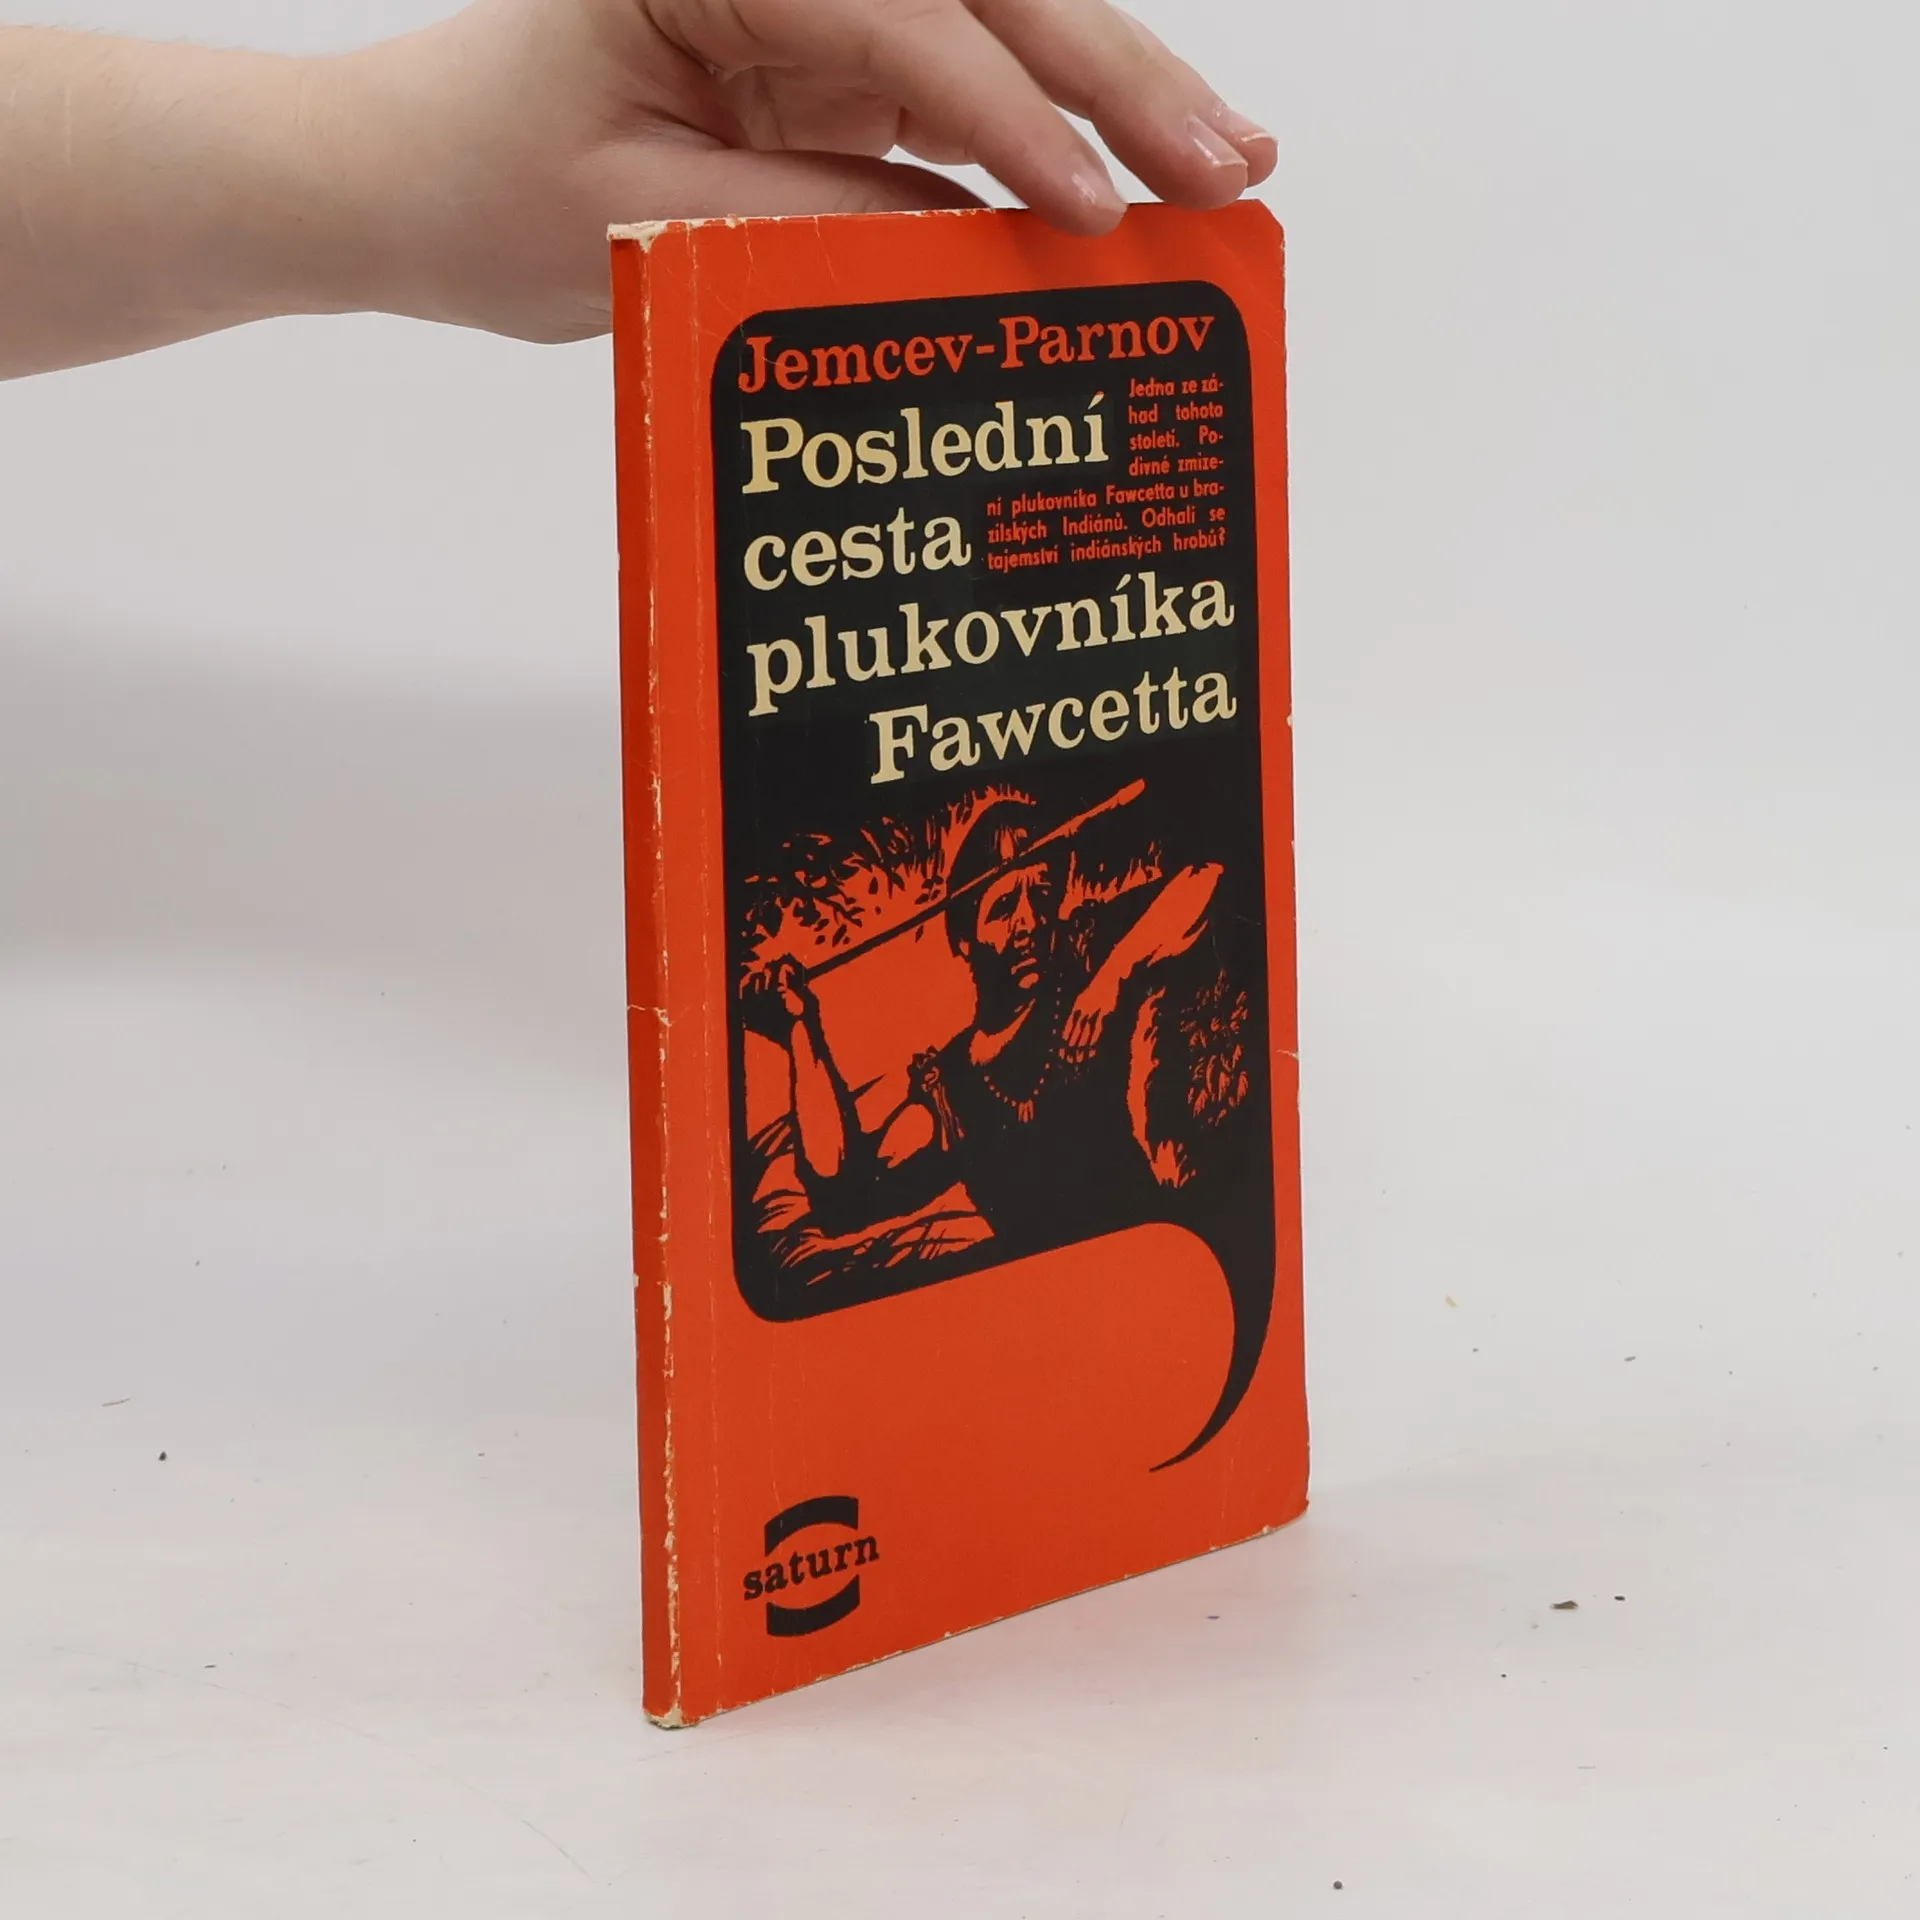 Jemcev-Parnov
Poslední
cesta
plukovníka
Fawcetta
Jedna ze zá-
had tohoto
století. Po-
divné zmize-
ní plukovníka Fawcetta u bra-
zilských Indiánů. Odhalí se
tajemství indiánských hrobů?
saturn